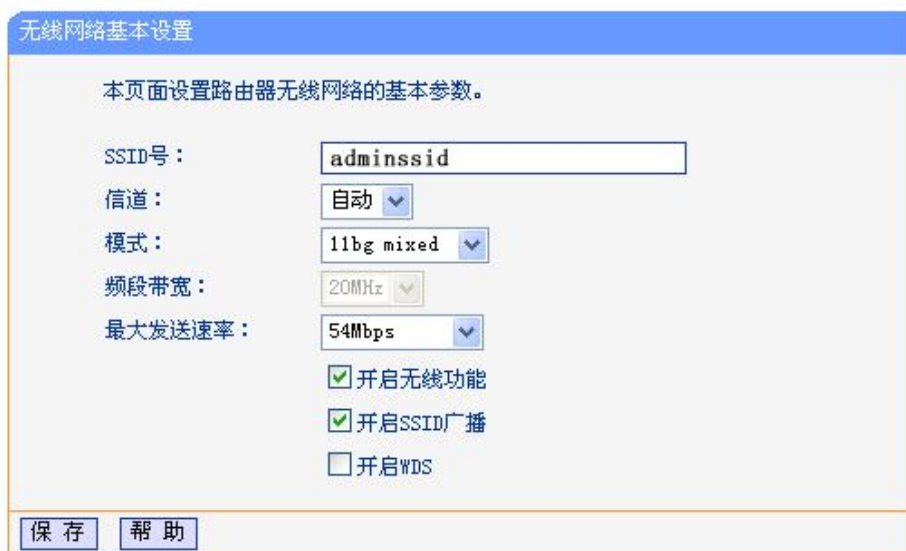 无线网络基本设置
本页面设置路由器无线网络的基本参数。
SSID号： adminssid
信道： 自动
模式： 11bg mixed
频段带宽： 20MHz
最大发送速率： 54Mbps
开启无线功能
开启SSID广播
开启WDS
保 存 帮 助